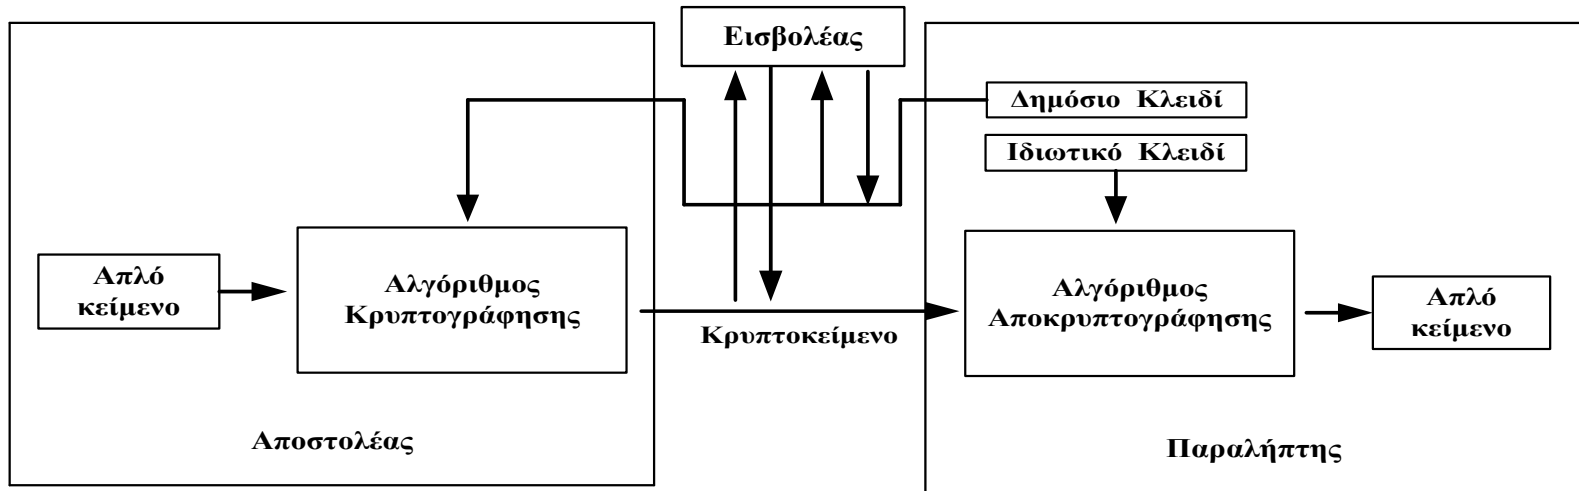 Εισβολέας
Δημόσιο Κλειδί
Ιδιωτικό Κλειδί
Απλό
κείμενο
Αλγόριθμος
Κρυπτογράφησης
Κρυπτοκείμενο
Αλγόριθμος
Αποκρυπτογράφησης
Απλό
κείμενο
Αποστολέας
Παραλήπτης